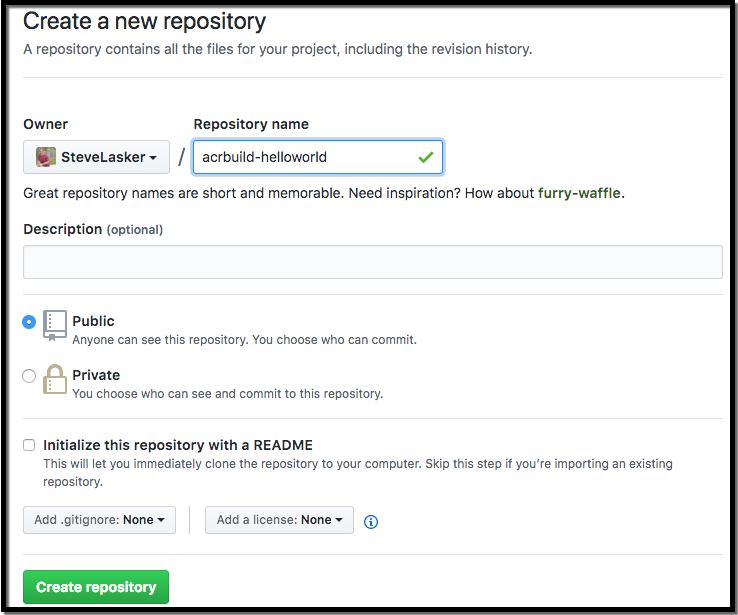 Create a new repository
A repository contains all the files for your project, including the revision history.
Owner
Repository name
SteveLasker / acrbuild-helloworld
Great repository names are short and memorable. Need inspiration? How about furry-waffle.
Description (optional)
Public
Anyone can see this repository. You choose who can commit.
Private
You choose who can see and commit to this repository.
Initialize this repository with a README
This will let you immediately clone the repository to your computer. Skip this step if you’re importing an existing
repository.
Add .gitignore: None
Add a license: None
Create repository